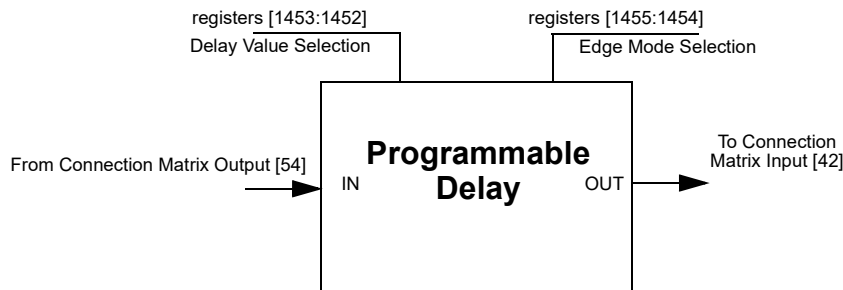 registers [1453:1452]
registers [1455:1454]
Delay Value Selection
Edge Mode Selection
From Connection Matrix Output [54]
IN
Programmable
Delay
OUT
To Connection
Matrix Input [42]